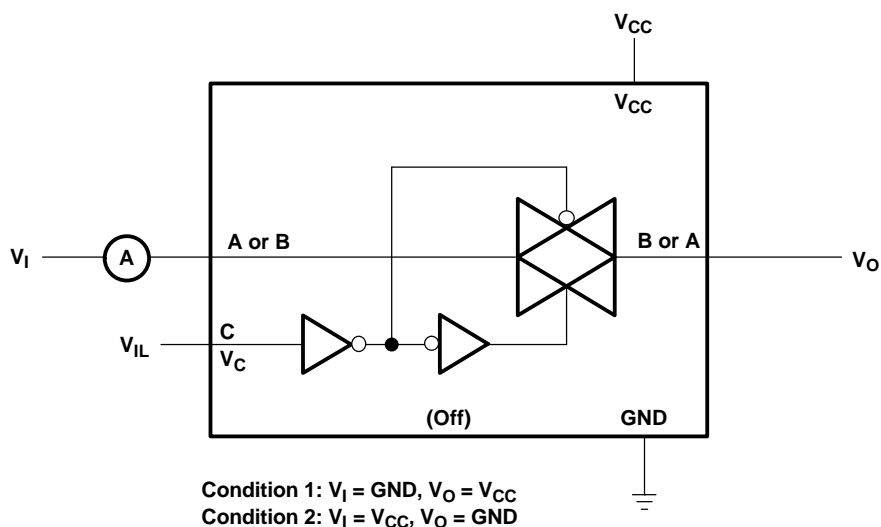 VCC
VCC
A or B
B or A
VI
A
VO
VIL
C
VC
(Off)
GND
Condition 1: VI = GND, VO = VCC
Condition 2: VI = VCC, VO = GND